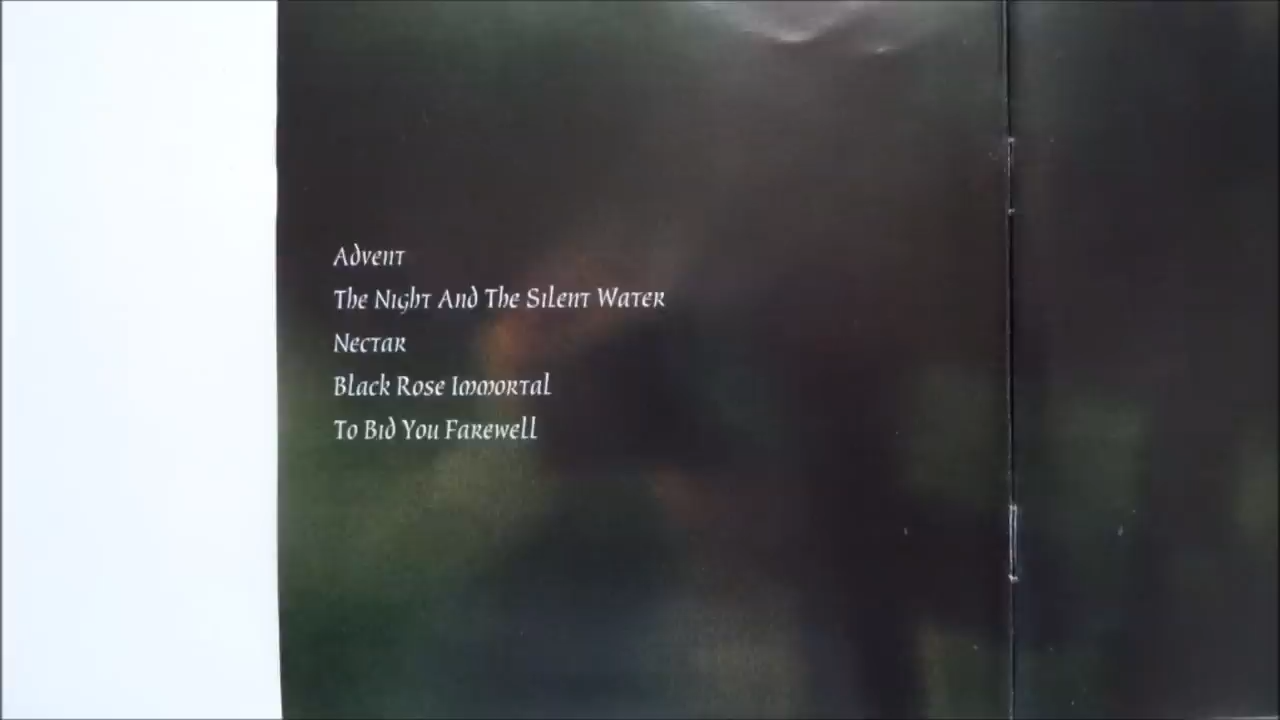 Advent
The Night And The Silent Water
Nectar
Black Rose Immortal
To Bid You Farewell